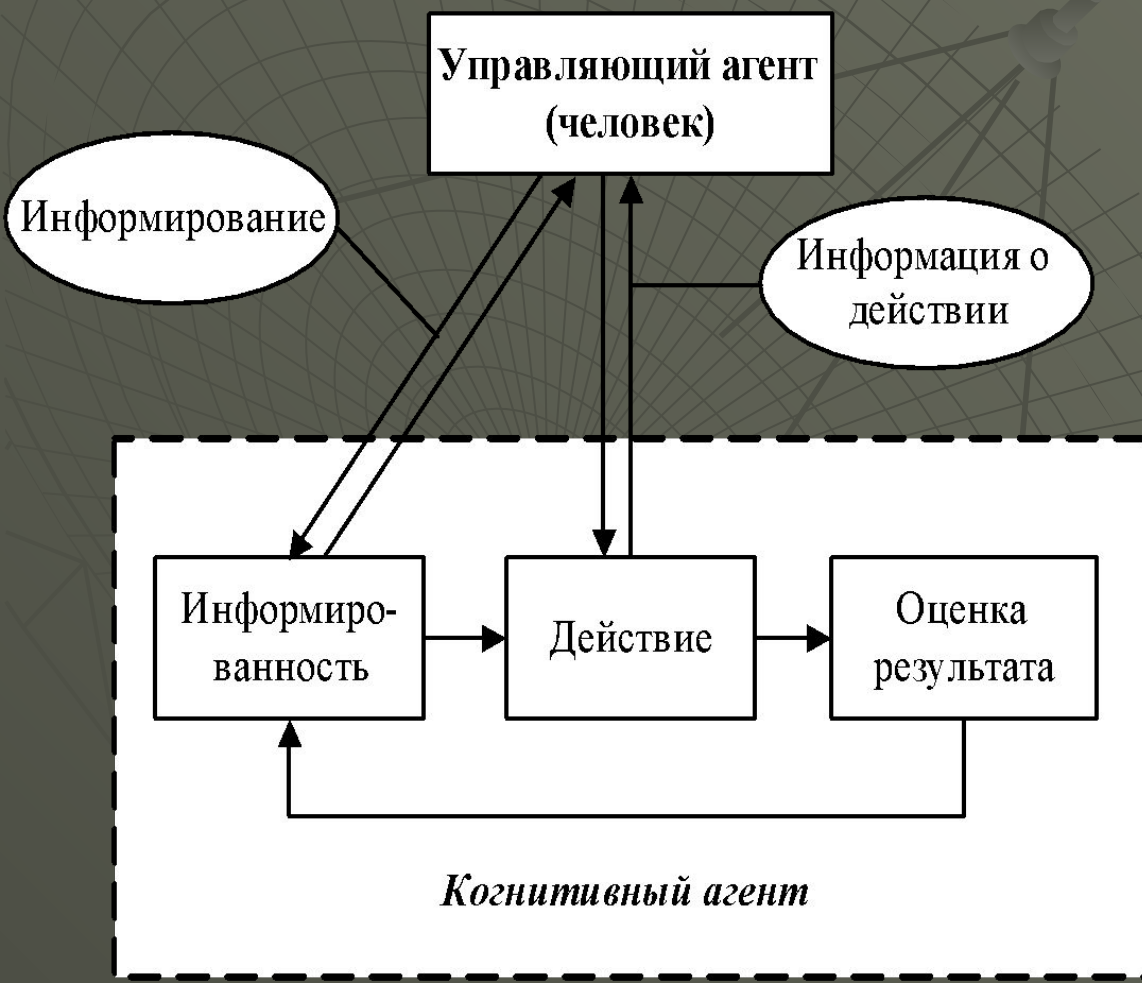 Управляющий агент
(человек)
Информирование
Информация о
действии
Информиро-
ванность
Действие
Оценка
результата
Когнитивный агент